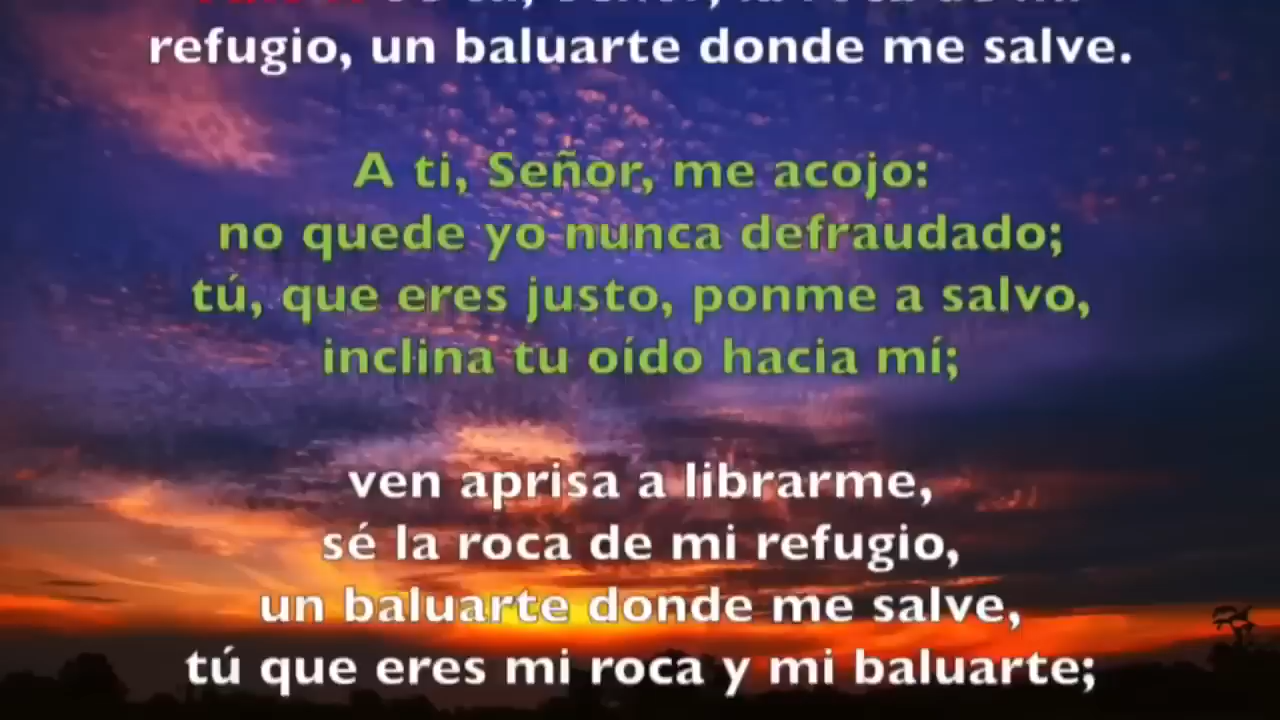 refugio, un baluarte donde me salve.
A ti, Señor, me acojo:
no quede yo nunca defraudado;
tú, que eres justo, ponme a salvo,
inclina tu oído hacia mí;
ven aprisa a librarme,
sé la roca de mi refugio,
un baluarte donde me salve,
tú que eres mi roca y mi baluarte;